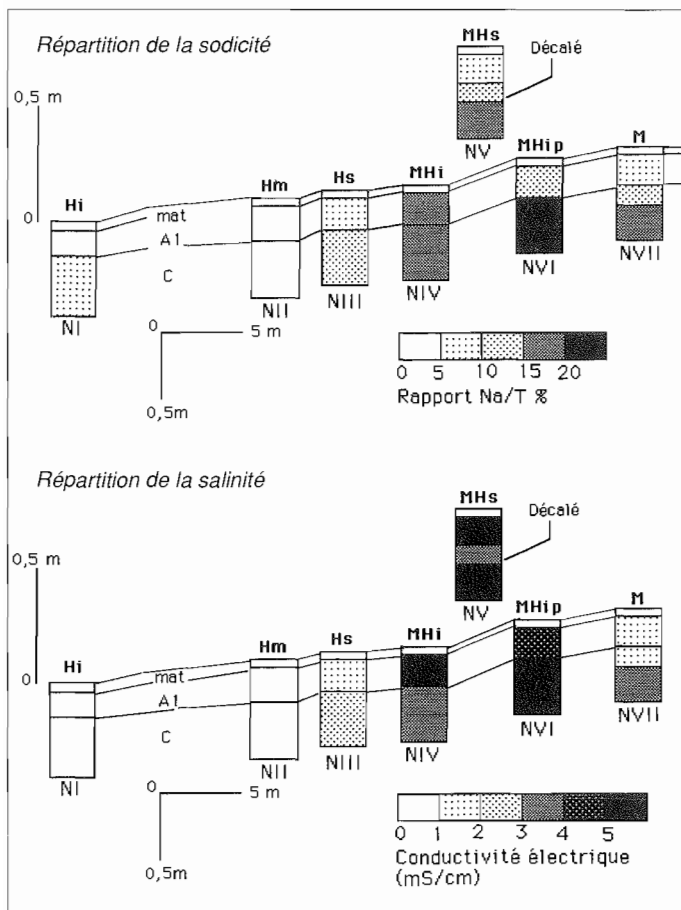 Répartition de la sodicité
MHs
Décalé
0,5 m
NV
MHip
M
Hi
Hm
Hs
MHi
0
mat
A1
C
NI
NII
NIII
NIV
NVI
NVII
0
5 m
0,5m
0 5 10 15 20
Rapport Na/T %
Répartition de la salinité
MHs
Décalé
0,5 m
NV
MHip
M
Hi
Hm
Hs
MHi
0
mat
A1
C
NI
NII
NIII
NIV
NVI
NVII
0
5 m
0,5m
0 1 2 3 4 5
Conductivité électrique
(mS/cm)